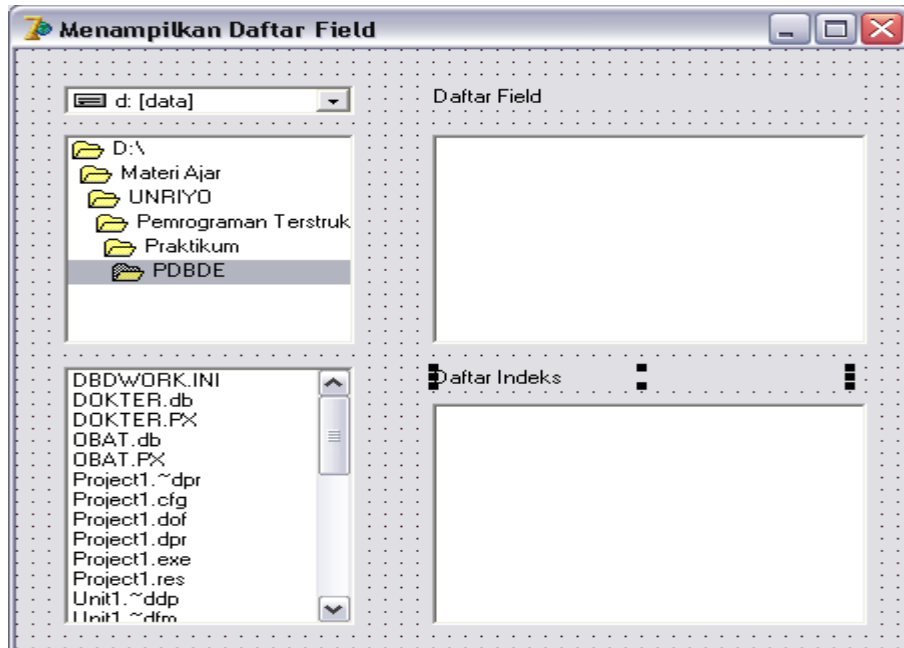 Menampilkan Daftar Field
d: [data]
D:\
Materi Ajar
UNRIYO
Pemrograman Terstruk
Praktikum
PDBDE
DBDWORK.INI
DOKTER.db
DOKTER.PX
OBAT.db
OBAT.PX
Project1.~dpr
Project1.cfg
Project1.dof
Project1.dpr
Project1.exe
Project1.res
Unit1.~ddp
Unit1.~dfm
Daftar Field
Daftar Indeks